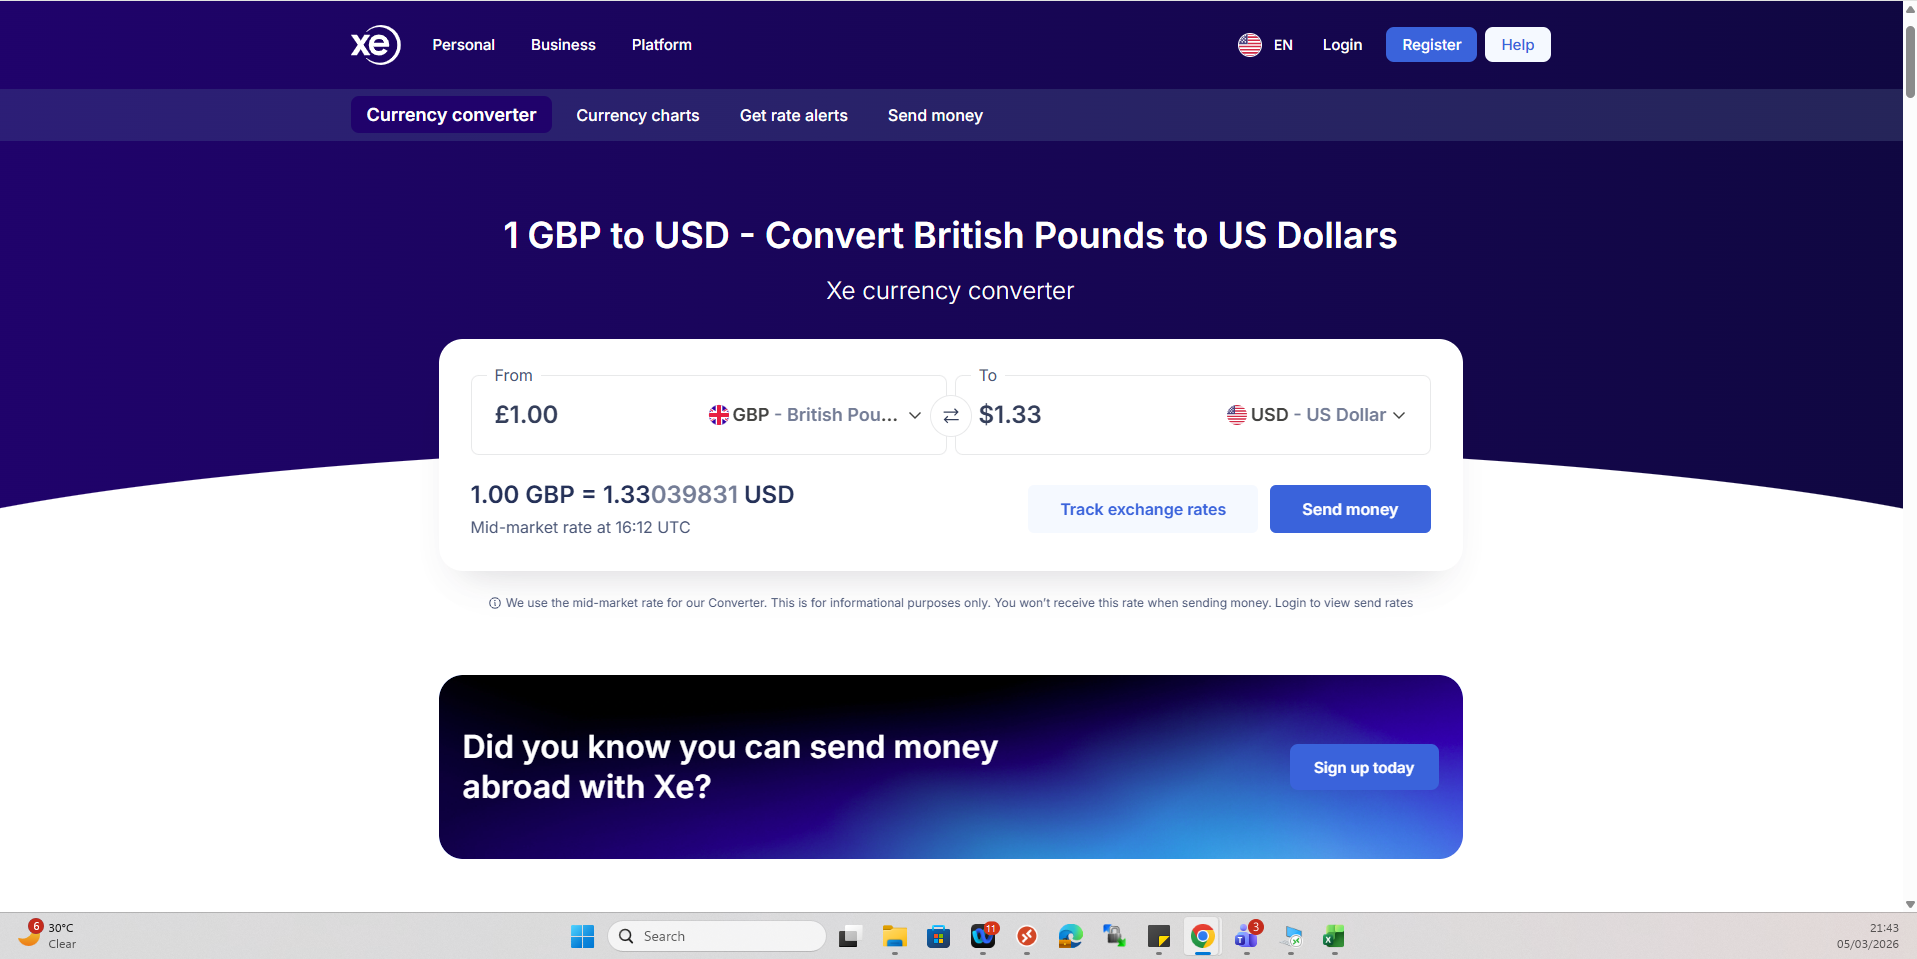 xe Personal Business Platform EN Login Register Help
Currency converter Currency charts Get rate alerts Send money
1 GBP to USD - Convert British Pounds to US Dollars
Xe currency converter
From To
£1.00 GBP - British Pou... $1.33 USD - US Dollar
1.00 GBP = 1.33039831 USD
Track exchange rates Send money
Mid-market rate at 16:12 UTC
We use the mid-market rate for our Converter. This is for informational purposes only. You won't receive this rate when sending money. Login to view send rates
Did you know you can send money
abroad with Xe?
Sign up today
6 30°C
Clear
Search
11
3
21:43
05/03/2026